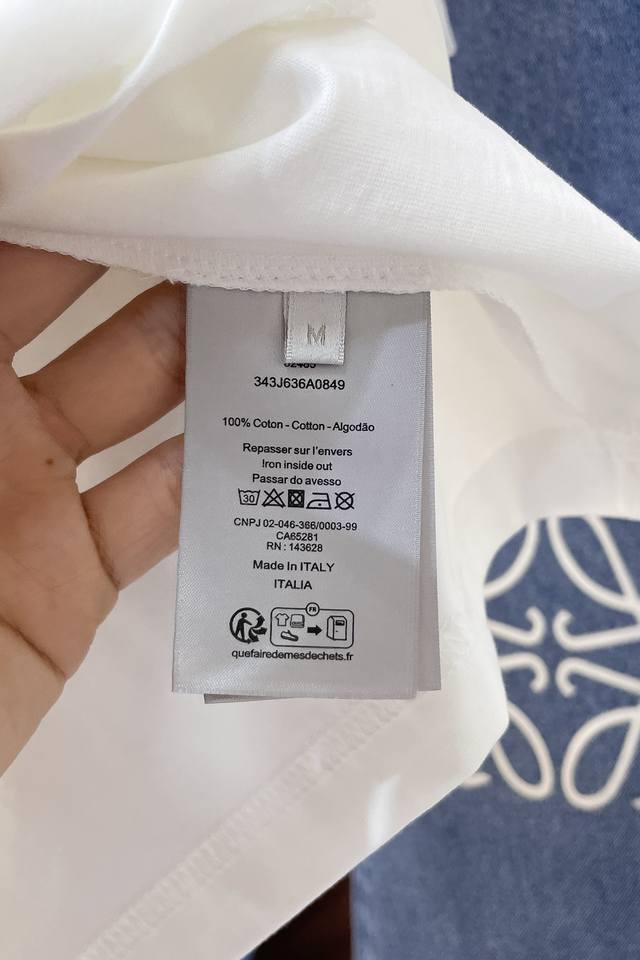 M
343J636A0849
100% Coton - Cotton - Algodão
Repasser sur l'envers
Iron inside out
Passar do avesso
30
CNPJ 02-046-366/0003-99
CA65281
RN : 143628
Made In ITALY
ITALIA
FR
quefairedemesdechets.fr